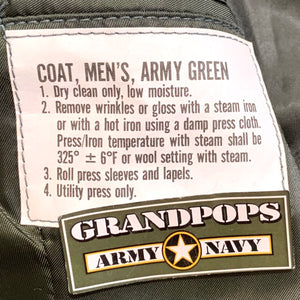 COAT, MEN'S, ARMY GREEN
1. Dry clean only, low moisture.
2. Remove wrinkles or gloss with a steam iron
or with a hot iron using a damp press cloth.
Press/Iron temperature with steam shall be
325° ± 6°F or wool setting with steam.
3. Roll press sleeves and lapels.
4. Utility press only.
GRANDPOPS
ARMY NAVY